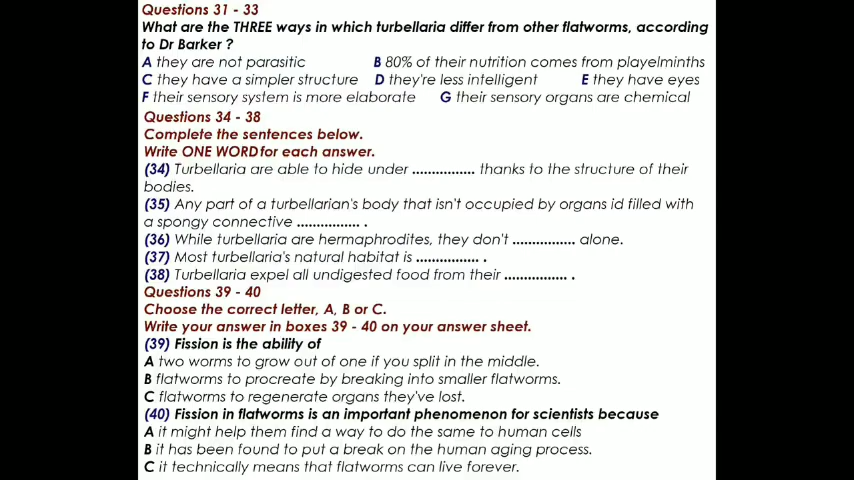 Questions 31 - 33
What are the THREE ways in which turbellaria differ from other flatworms, according
to Dr Barker ?
A they are not parasitic B 80% of their nutrition comes from playelminths
C they have a simpler structure D they're less intelligent E they have eyes
F their sensory system is more elaborate G their sensory organs are chemical
Questions 34 - 38
Complete the sentences below.
Write ONE WORD for each answer.
(34) Turbellaria are able to hide under ................ thanks to the structure of their
bodies.
(35) Any part of a turbellarian's body that isn't occupied by organs id filled with
a spongy connective ................ .
(36) While turbellaria are hermaphrodites, they don't ................ alone.
(37) Most turbellaria's natural habitat is ................ .
(38) Turbellaria expel all undigested food from their ................ .
Questions 39 - 40
Choose the correct letter, A, B or C.
Write your answer in boxes 39 - 40 on your answer sheet.
(39) Fission is the ability of
A two worms to grow out of one if you split in the middle.
B flatworms to procreate by breaking into smaller flatworms.
C flatworms to regenerate organs they've lost.
(40) Fission in flatworms is an important phenomenon for scientists because
A it might help them find a way to do the same to human cells
B it has been found to put a break on the human aging process.
C it technically means that flatworms can live forever.